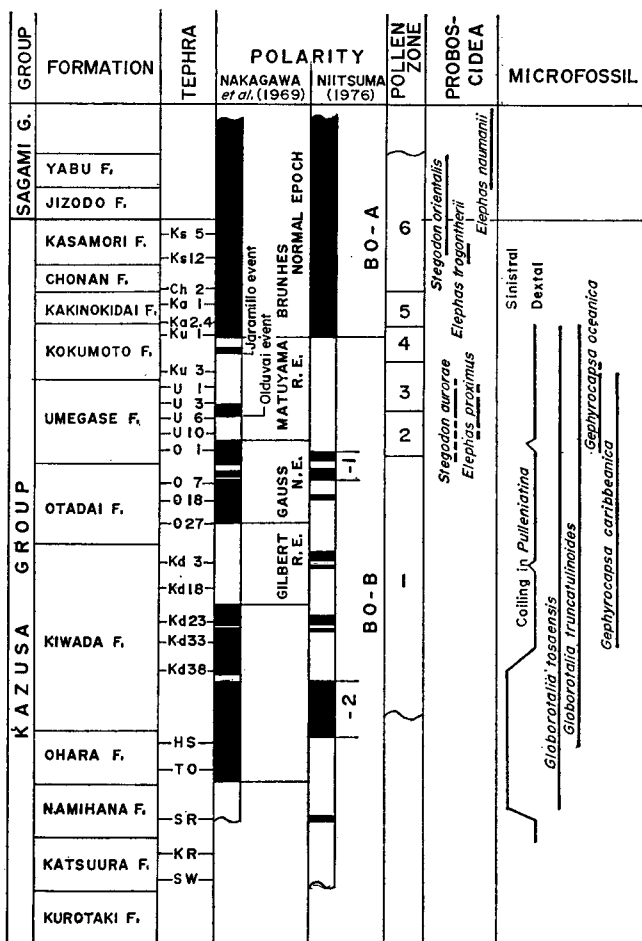 GROUP
FORMATION
TEPHRA
POLARITY
NAKAGAWA
et al. (1969)
NIITSUMA
(1976)
POLLEN
ZONE
PROBOS-
CIDEA
MICROFOSSIL
SAGAMI G.
KAZUSA GROUP
YABU F.
JIZODO F.
KASAMORI F.
CHONAN F.
KAKINOKIDAI F.
KOKUMOTO F.
UMEGASE F.
OTADAI F.
KIWADA F.
OHARA F.
NAMIHANA F.
KATSUURA F.
KUROTAKI F.
Ks 5
Ks12
Ch 2
Ka 1
Ka2.4
Ku 1
Ku 3
U 1
U 3
U 6
U10
O 1
O 7
O18
O27
Kd 3
Kd18
Kd23
Kd33
Kd38
HS
TO
SR
KR
SW
Jaramillo event
Olduvai event
BRUNHES
NORMAL EPOCH
MATUYAMA
R. E.
GAUSS
N. E.
GILBERT
R. E.
BO-A
-1
BO-B
-2
6
5
4
3
2
1
Stegodon orientalis
Elephas trogontherii
Elephas naumanii
Stegodon aurorae
Elephas proximus
Sinistral
Dextal
Coiling in Pulleniatina
Globorotalia tosaensis
Globorotalia truncatulinoides
Gephyrocapsa oceanica
Gephyrocapsa caribbeanica